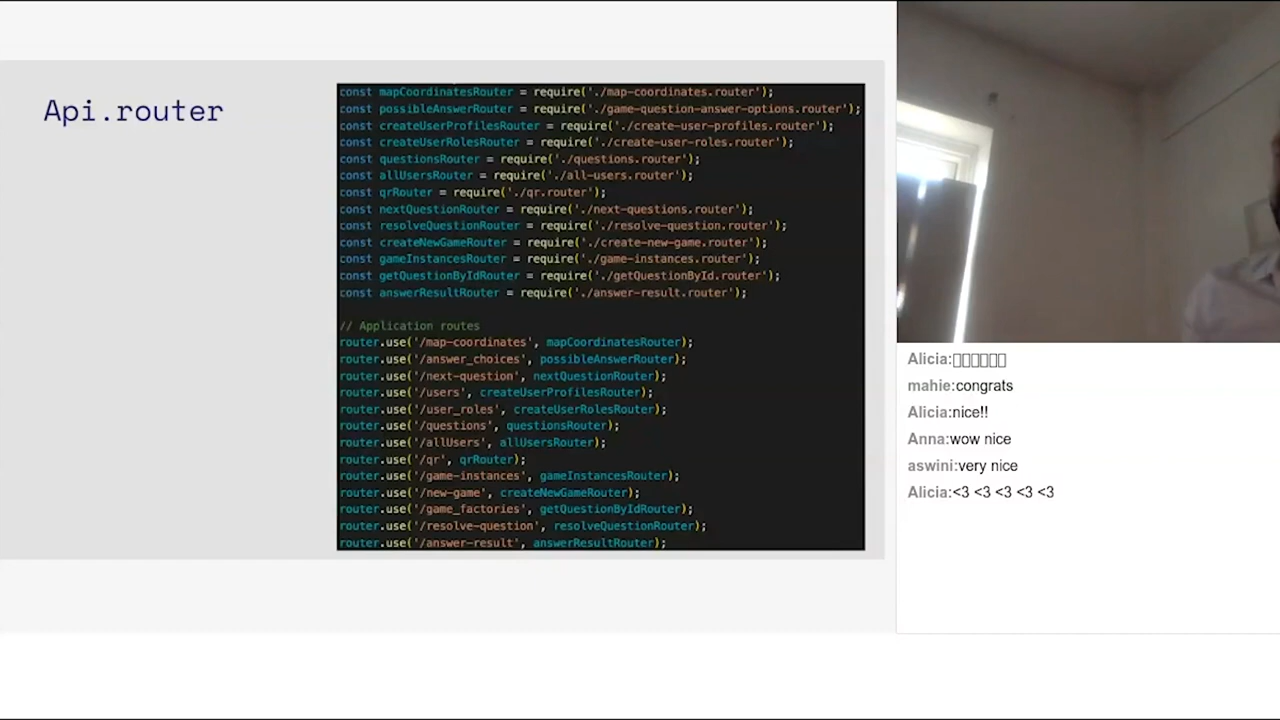 Api.router
const mapCoordinatesRouter = require('./map-coordinates.router');
const possibleAnswerRouter = require('./game-question-answer-options.router');
const createUserProfilesRouter = require('./create-user-profiles.router');
const createUserRolesRouter = require('./create-user-roles.router');
const questionsRouter = require('./questions.router');
const allUsersRouter = require('./all-users.router');
const qrRouter = require('./qr.router');
const nextQuestionRouter = require('./next-questions.router');
const resolveQuestionRouter = require('./resolve-question.router');
const createNewGameRouter = require('./create-new-game.router');
const gameInstancesRouter = require('./game-instances.router');
const getQuestionByIdRouter = require('./getQuestionById.router');
const answerResultRouter = require('./answer-result.router');
// Application routes
router.use('/map-coordinates', mapCoordinatesRouter);
router.use('/answer_choices', possibleAnswerRouter);
router.use('/next-question', nextQuestionRouter);
router.use('/users', createUserProfilesRouter);
router.use('/user_roles', createUserRolesRouter);
router.use('/questions', questionsRouter);
router.use('/allUsers', allUsersRouter);
router.use('/qr', qrRouter);
router.use('/game-instances', gameInstancesRouter);
router.use('/new-game', createNewGameRouter);
router.use('/game_factories', getQuestionByIdRouter);
router.use('/resolve-question', resolveQuestionRouter);
router.use('/answer-result', answerResultRouter);
Alicia:
mahie:congrats
Alicia:nice!!
Anna:wow nice
aswini:very nice
Alicia:<3 <3 <3 <3 <3